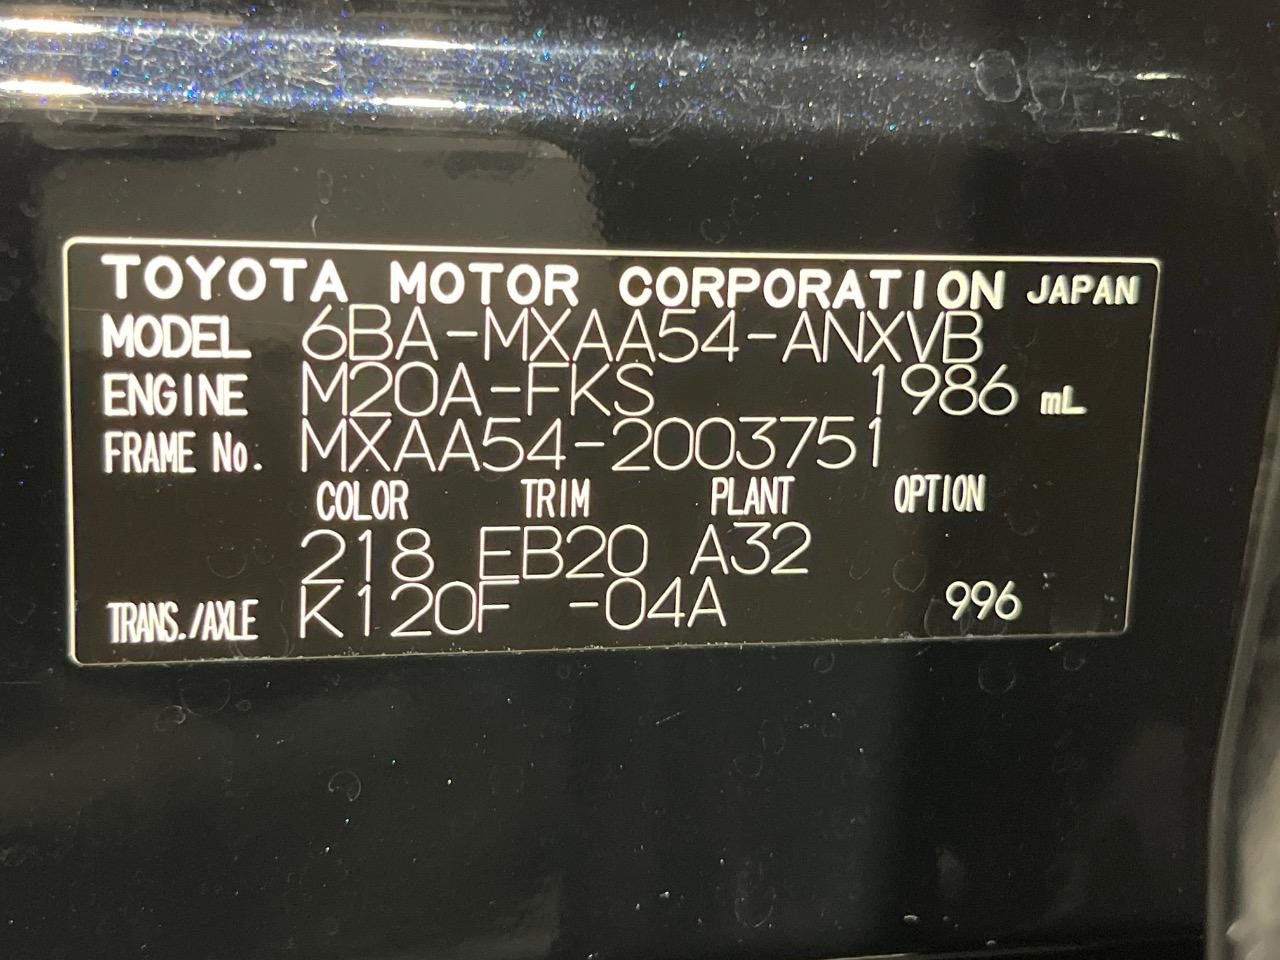 TOYOTA MOTOR CORPORATION JAPAN
MODEL 6BA-MXAA54-ANXVB
ENGINE M20A-FKS 1986 mL
FRAME No. MXAA54-2003751
COLOR TRIM PLANT OPTION
218 EB20 A32
TRANS./AXLE K120F -04A 996